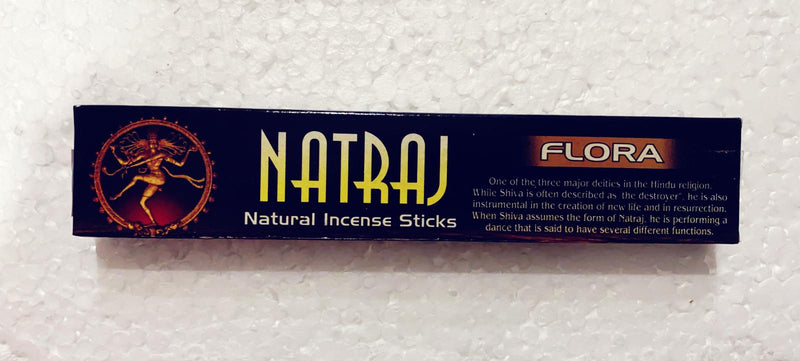 NATRAJ
Natural Incense Sticks
FLORA
One of the three major deities in the Hindu religion.
While Shiva is often described as "the destroyer", he is also
instrumental in the creation of new life and in resurrection.
When Shiva assumes the form of Natraj, he is performing a
dance that is said to have several different functions.